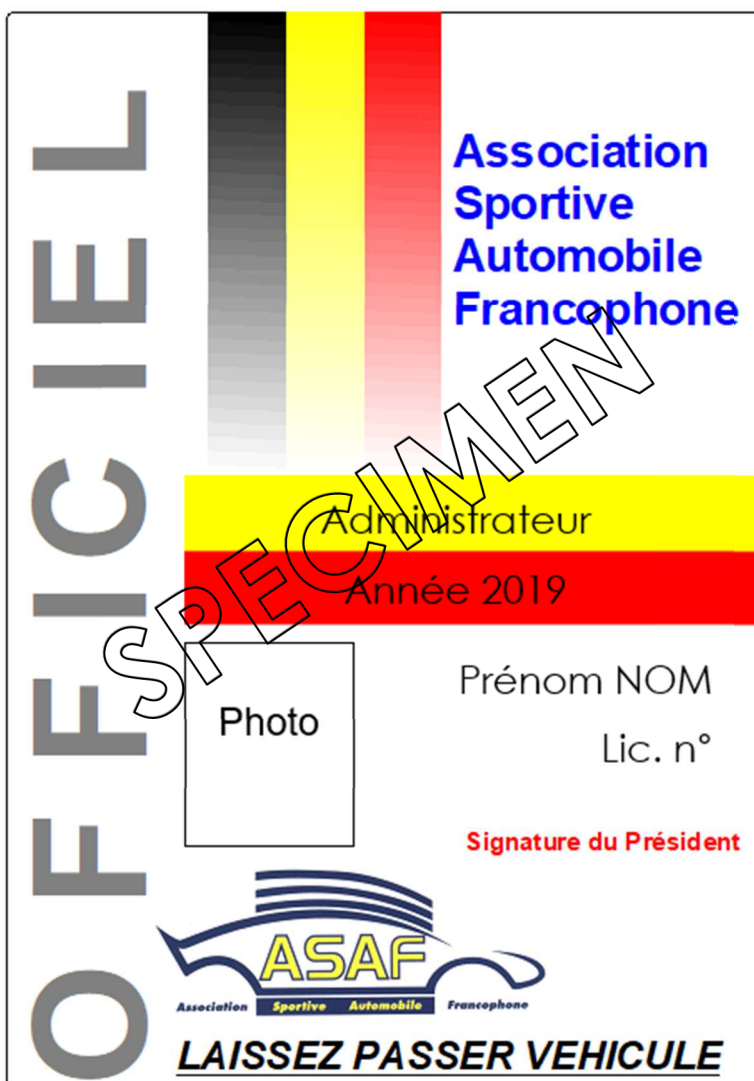 OFFICIEL
Association
Sportive
Automobile
Francophone
SPECIMEN
Administrateur
Année 2019
Photo
Prénom NOM
Lic. n°
Signature du Président
ASAF
Association Sportive Automobile Francophone
LAISSEZ PASSER VEHICULE